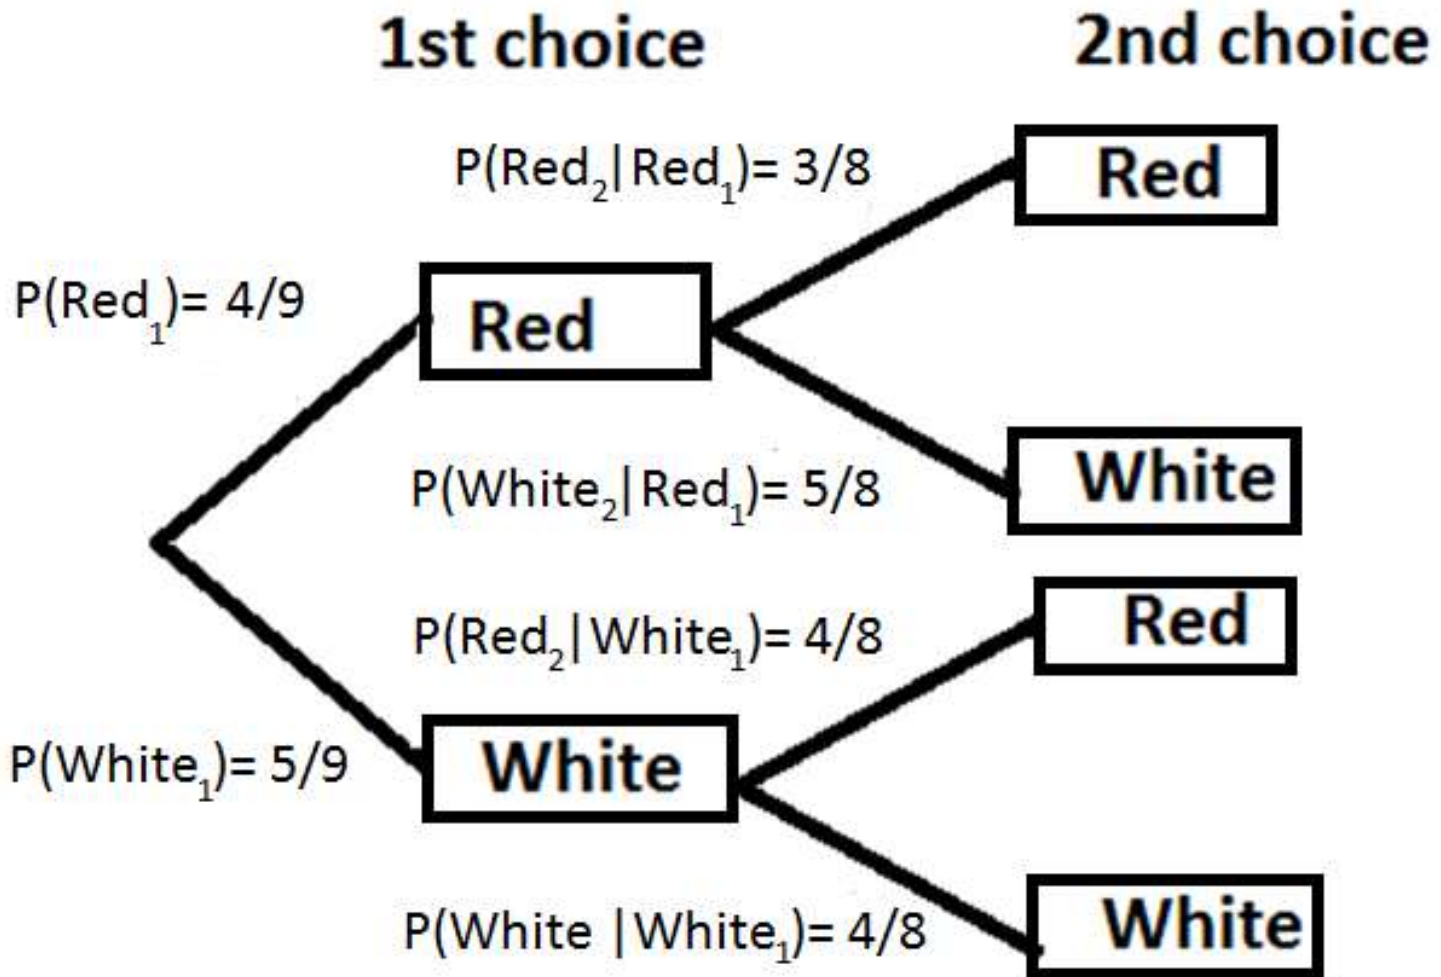 1st choice
2nd choice
P(Red₂|Red₁)= 3/8
Red
P(Red₁)= 4/9
Red
P(White₂|Red₁)= 5/8
White
P(Red₂|White₁)= 4/8
Red
P(White₁)= 5/9
White
P(White |White₁)= 4/8
White